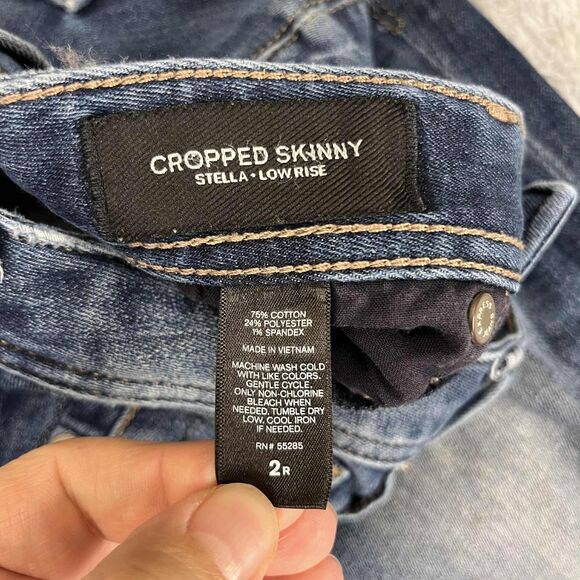 CROPPED SKINNY
STELLA • LOW RISE
75% COTTON
24% POLYESTER
1% SPANDEX
MADE IN VIETNAM
MACHINE WASH COLD
WITH LIKE COLORS.
GENTLE CYCLE.
ONLY NON-CHLORINE
BLEACH WHEN
NEEDED. TUMBLE DRY
LOW, COOL IRON
IF NEEDED.
RN# 55285
2R